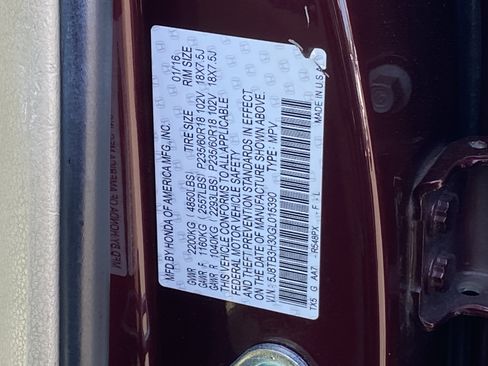 MFD.BY HONDA OF AMERICA MFG., INC. 01/16
TIRE SIZE RIM SIZE
GVWR 2200KG ( 4850LBS)
GAWR F 1160KG ( 2557LBS) P235/60R18 102V 18X7.5J
GAWR R 1040KG ( 2293LBS) P235/60R18 102V 18X7.5J
THIS VEHICLE CONFORMS TO ALL APPLICABLE
FEDERAL MOTOR VEHICLE SAFETY
AND THEFT PREVENTION STANDARDS IN EFFECT
ON THE DATE OF MANUFACTURE SHOWN ABOVE.
V.I.N.: 5J8TB3H30GL015390 TYPE: MPV
TX5 G AA7 -R548PX F - L MADE IN U.S.A.